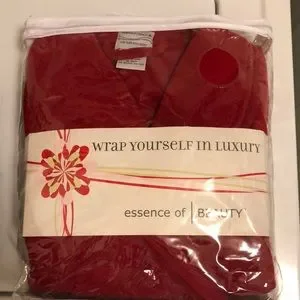 WRAP YOURSELF IN LUXURY
essence of | BEAUTY